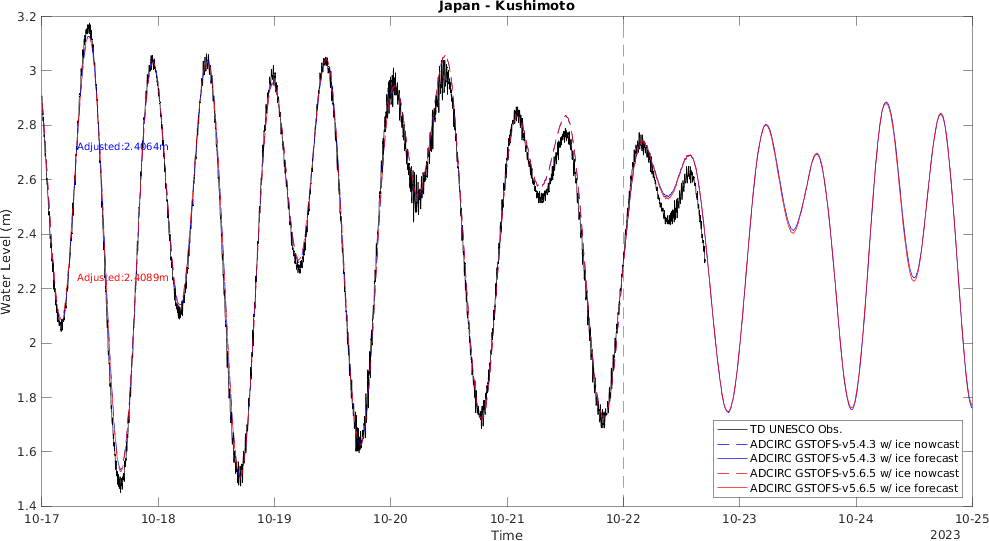 Japan - Kushimoto
Water Level (m)
3.2
3
2.8
2.6
2.4
2.2
2
1.8
1.6
1.4
Adjusted:2.4064m
Adjusted:2.4089m
TD UNESCO Obs.
ADCIRC GSTOFS-v5.4.3 w/ ice nowcast
ADCIRC GSTOFS-v5.4.3 w/ ice forecast
ADCIRC GSTOFS-v5.6.5 w/ ice nowcast
ADCIRC GSTOFS-v5.6.5 w/ ice forecast
10-17 10-18 10-19 10-20 10-21 10-22 10-23 10-24 10-25
Time
2023